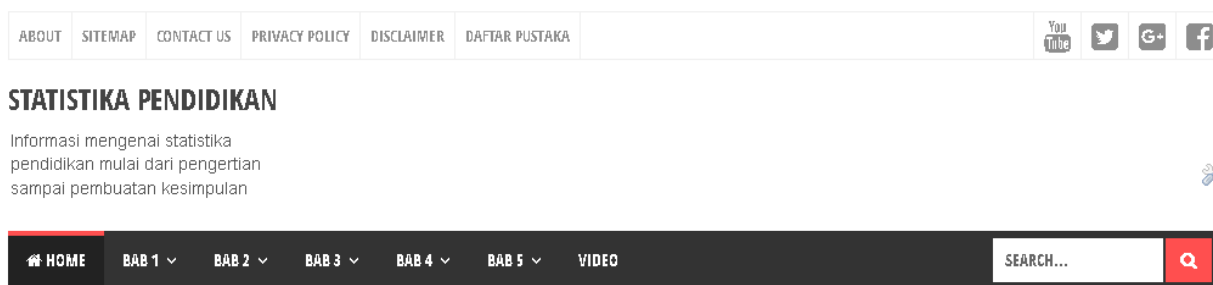 ABOUT SITEMAP CONTACT US PRIVACY POLICY DISCLAIMER DAFTAR PUSTAKA You Tube G+ f
STATISTIKA PENDIDIKAN
Informasi mengenai statistika
pendidikan mulai dari pengertian
sampai pembuatan kesimpulan
HOME BAB 1 BAB 2 BAB 3 BAB 4 BAB 5 VIDEO SEARCH...